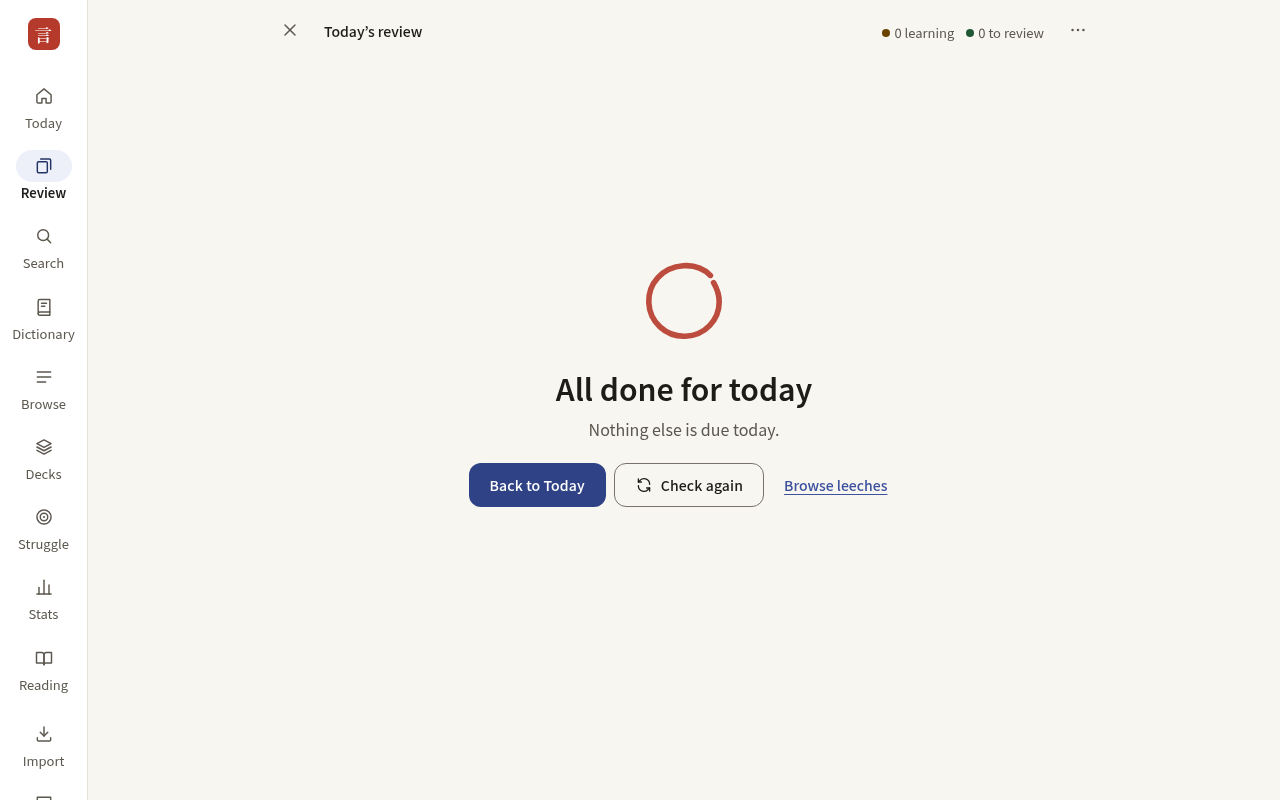 言
Today's review
0 learning
0 to review
Today
Review
Search
Dictionary
Browse
Decks
Struggle
Stats
Reading
Import
All done for today
Nothing else is due today.
Back to Today
Check again
Browse leeches